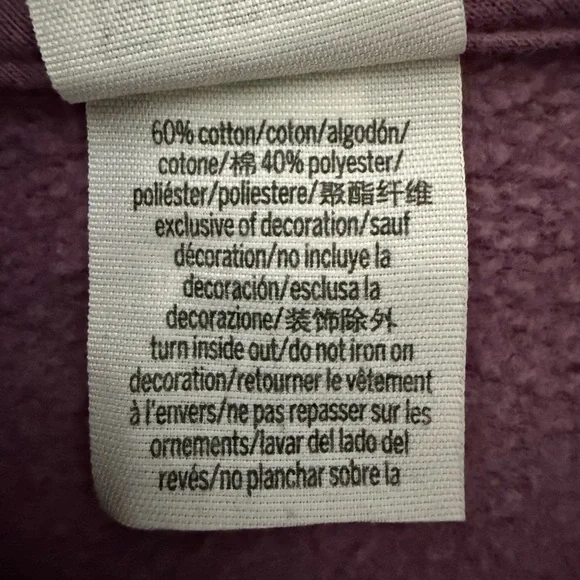 60% cotton/coton/algodón/
cotone/棉 40% polyester/
poliéster/poliestere/聚酯纤维
exclusive of decoration/sauf
décoration/no incluye la
decoración/esclusa la
decorazione/装饰除外
turn inside out/do not iron on
decoration/retourner le vêtement
à l'envers/ne pas repasser sur les
ornements/lavar del lado del
revés/no planchar sobre la